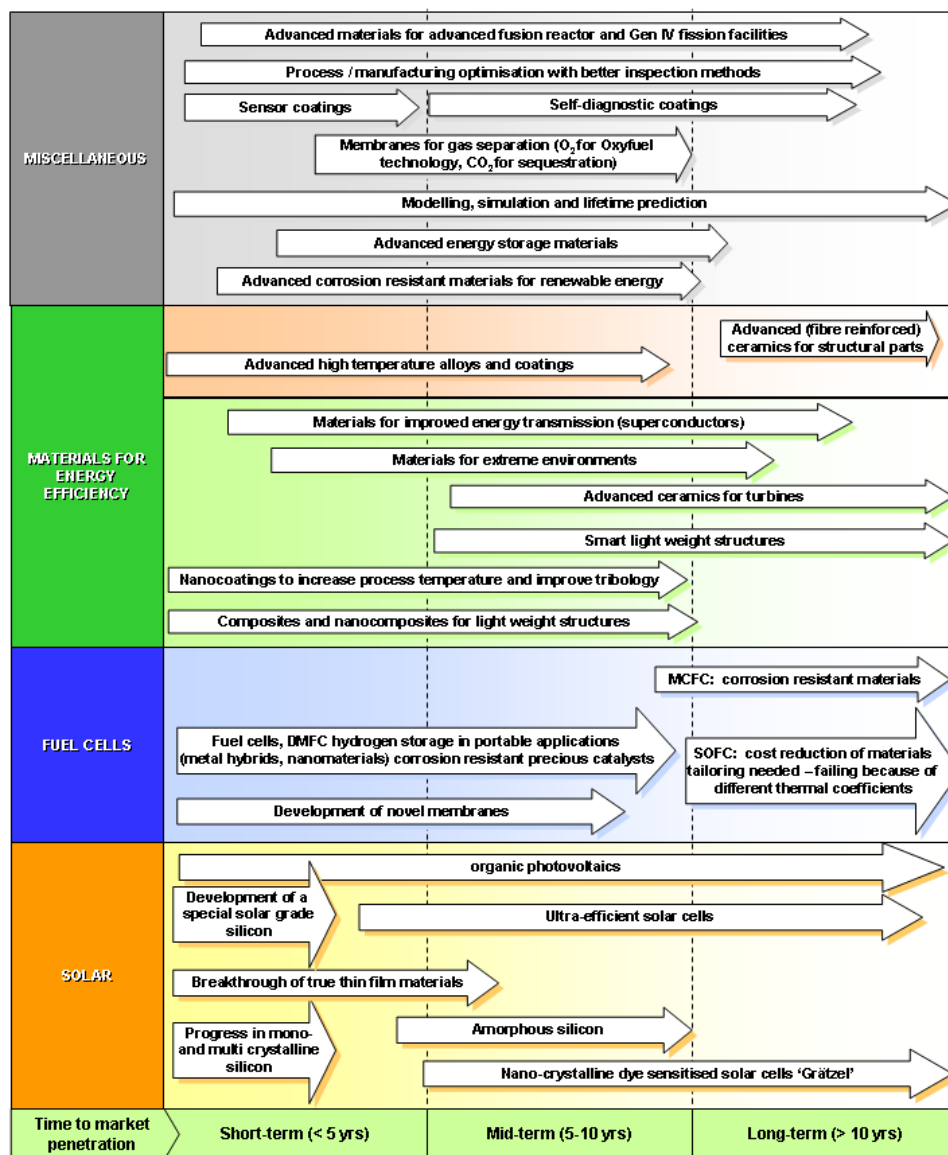 MISCELLANEOUS
Advanced materials for advanced fusion reactor and Gen IV fission facilities
Process / manufacturing optimisation with better inspection methods
Sensor coatings
Self-diagnostic coatings
Membranes for gas separation (O₂ for Oxyfuel
technology, CO₂ for sequestration)
Modelling, simulation and lifetime prediction
Advanced energy storage materials
Advanced corrosion resistant materials for renewable energy
MATERIALS FOR
ENERGY
EFFICIENCY
Advanced (fibre reinforced)
ceramics for structural parts
Advanced high temperature alloys and coatings
Materials for improved energy transmission (superconductors)
Materials for extreme environments
Advanced ceramics for turbines
Smart light weight structures
Nanocoatings to increase process temperature and improve tribology
Composites and nanocomposites for light weight structures
FUEL CELLS
MCFC: corrosion resistant materials
Fuel cells, DMFC hydrogen storage in portable applications
(metal hybrids, nanomaterials) corrosion resistant precious catalysts
SOFC: cost reduction of materials
tailoring needed – failing because of
different thermal coefficients
Development of novel membranes
SOLAR
organic photovoltaics
Development of a
special solar grade
silicon
Ultra-efficient solar cells
Breakthrough of true thin film materials
Progress in mono-
and multi crystalline
silicon
Amorphous silicon
Nano-crystalline dye sensitised solar cells ‘Grätzel’
Time to market
penetration
Short-term (< 5 yrs)
Mid-term (5-10 yrs)
Long-term (> 10 yrs)